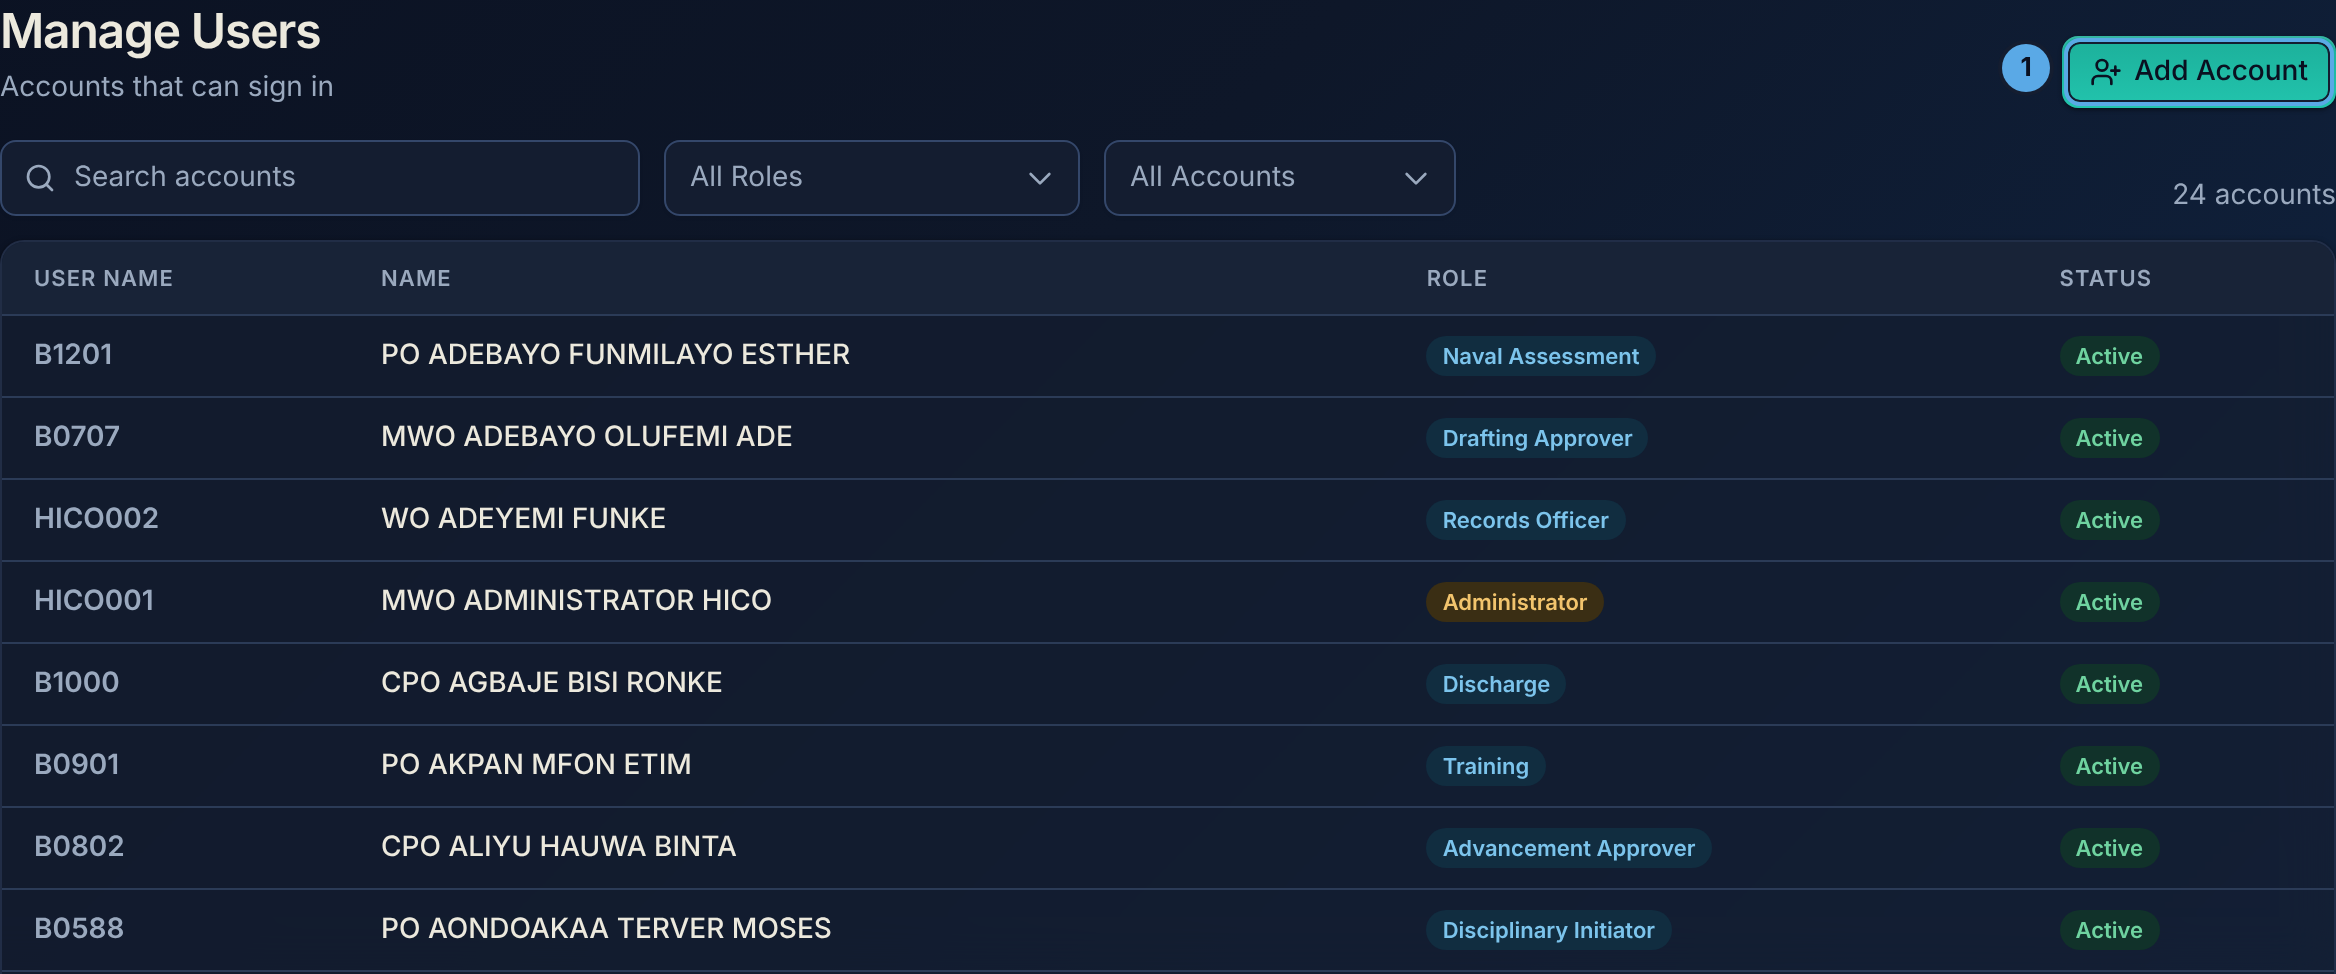 Manage Users
Accounts that can sign in
1
Add Account
Search accounts
All Roles
All Accounts
24 accounts
USER NAME NAME ROLE STATUS
B1201 PO ADEBAYO FUNMILAYO ESTHER Naval Assessment Active
B0707 MWO ADEBAYO OLUFEMI ADE Drafting Approver Active
HICO002 WO ADEYEMI FUNKE Records Officer Active
HICO001 MWO ADMINISTRATOR HICO Administrator Active
B1000 CPO AGBAJE BISI RONKE Discharge Active
B0901 PO AKPAN MFON ETIM Training Active
B0802 CPO ALIYU HAUWA BINTA Advancement Approver Active
B0588 PO AONDOAKAA TERVER MOSES Disciplinary Initiator Active